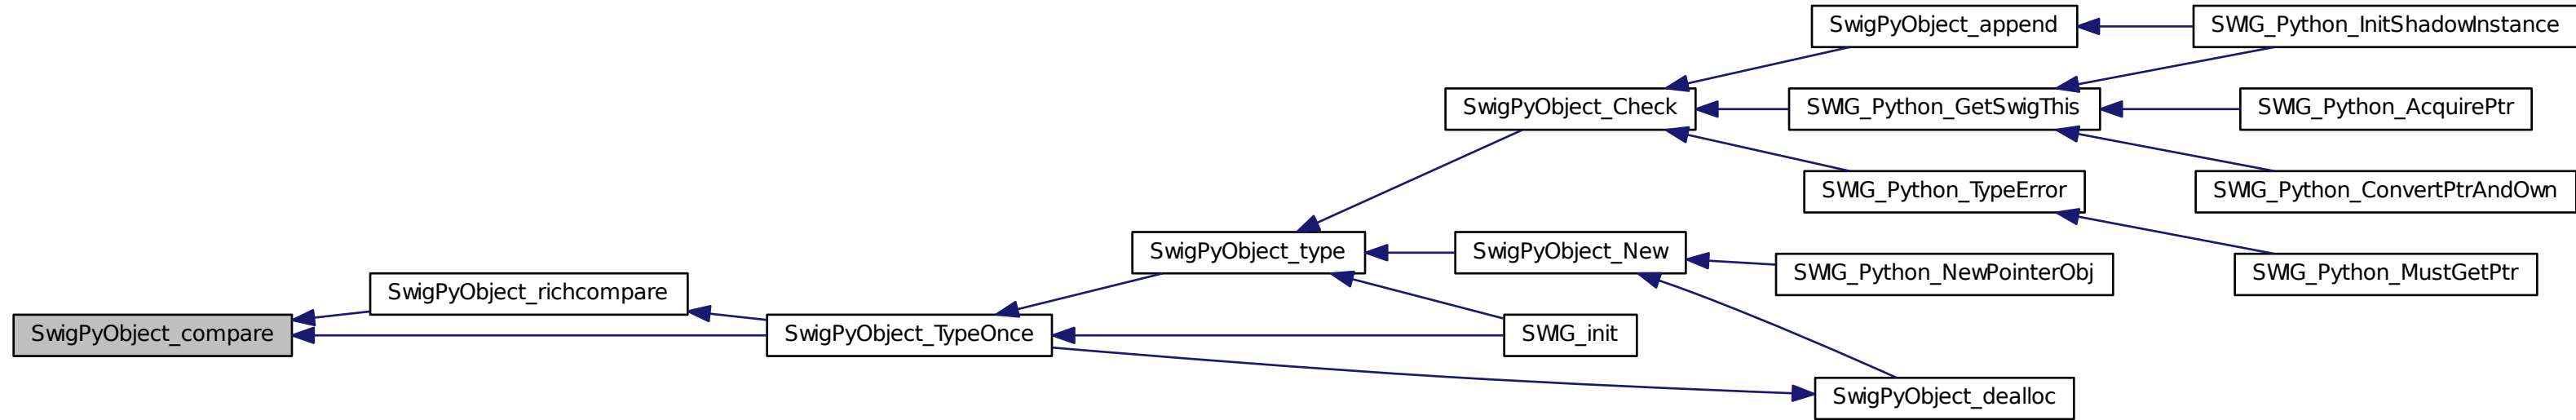 SwigPyObject_append
SWIG_Python_InitShadowInstance
SwigPyObject_Check
SWIG_Python_GetSwigThis
SWIG_Python_AcquirePtr
SWIG_Python_TypeError
SWIG_Python_ConvertPtrAndOwn
SwigPyObject_type
SwigPyObject_New
SWIG_Python_NewPointerObj
SWIG_Python_MustGetPtr
SwigPyObject_richcompare
SwigPyObject_compare
SwigPyObject_TypeOnce
SWIG_init
SwigPyObject_dealloc